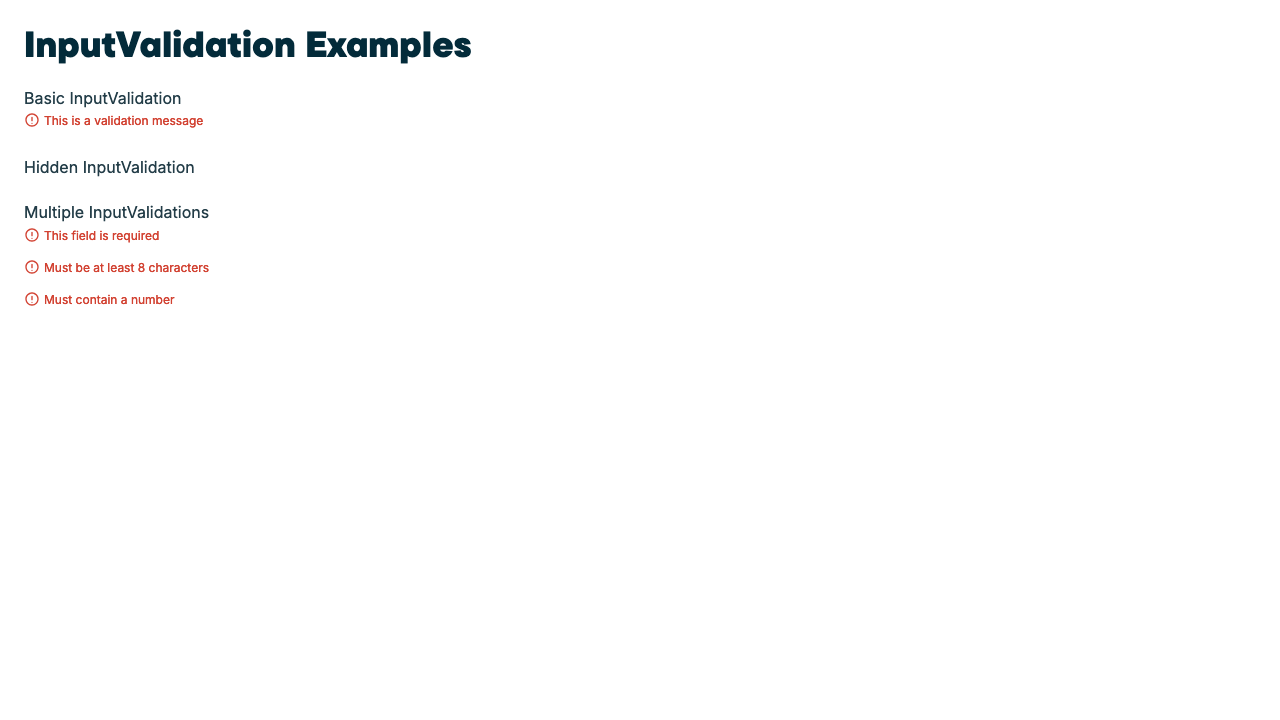 InputValidation Examples
Basic InputValidation
This is a validation message
Hidden InputValidation
Multiple InputValidations
This field is required
Must be at least 8 characters
Must contain a number